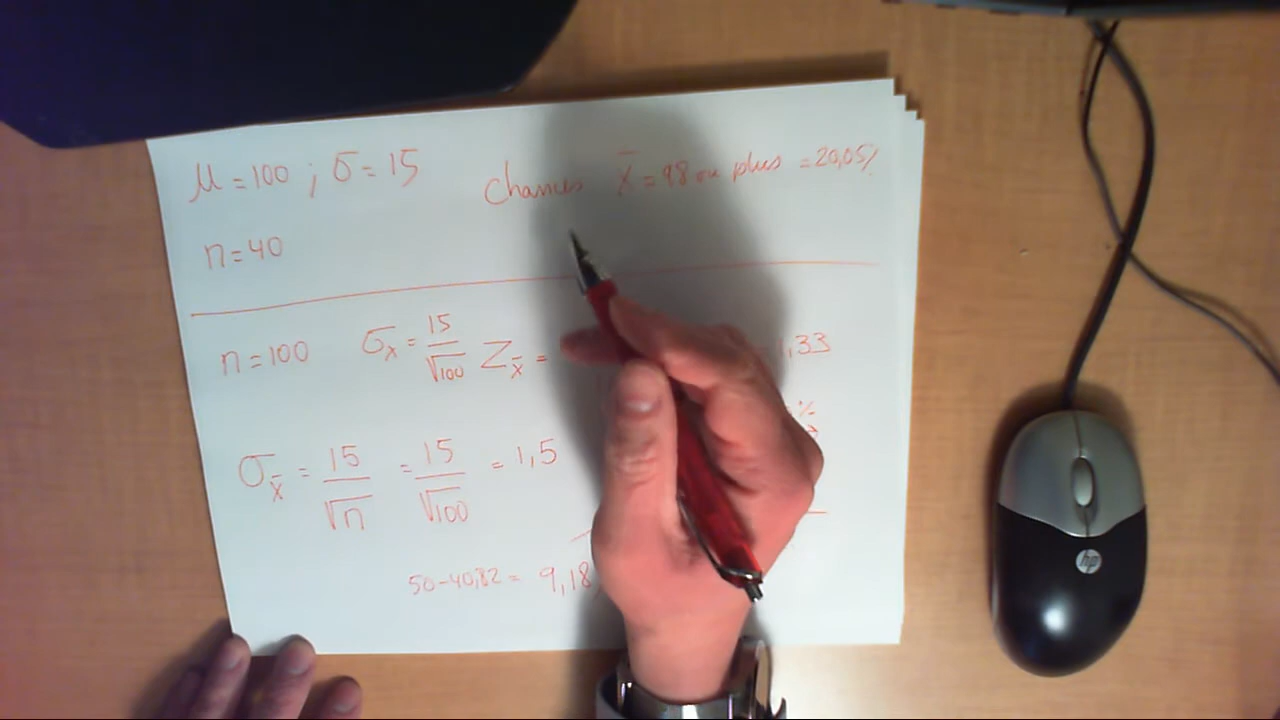 μ = 100 ; σ = 15
Chances X̄ = 98 ou plus = 20,05%
n = 40
n = 100 σx̄ = 15/√100 Zx̄ = ,33
%
σx̄ = 15/√n = 15/√100 = 1,5
50-40,82 = 9,18
hp